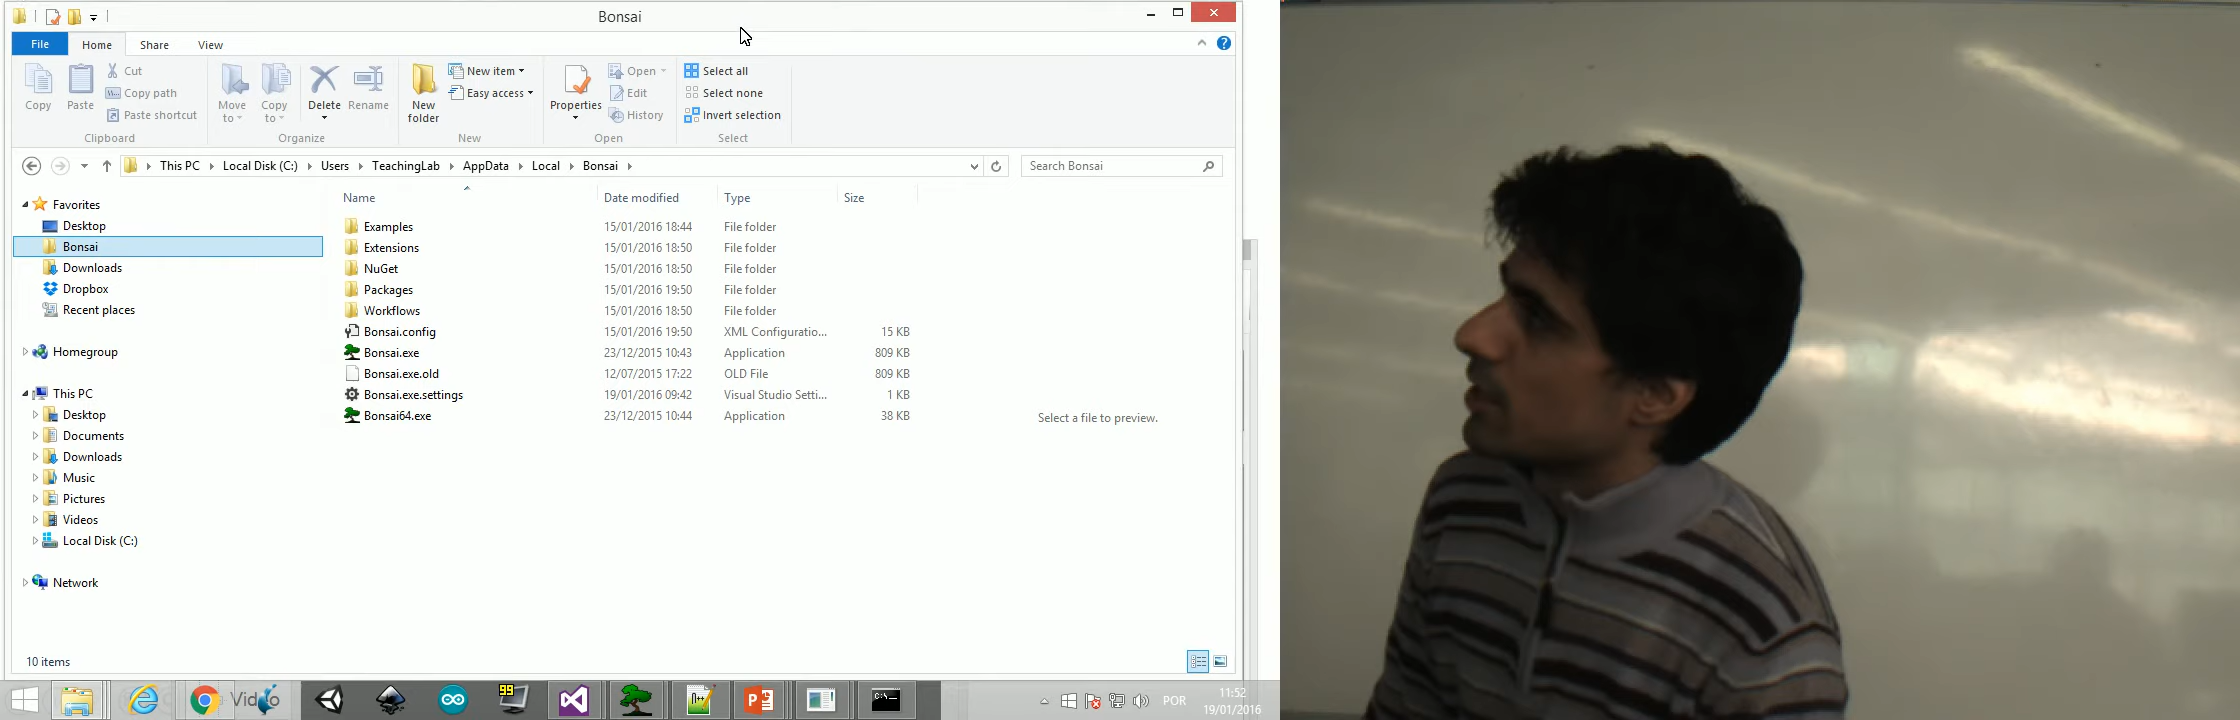 Bonsai
File Home Share View
Copy
Paste
Cut
Copy path
Paste shortcut
Clipboard
Move to
Copy to
Delete
Rename
Organize
New folder
New item
Easy access
New
Properties
Open
Edit
History
Open
Select all
Select none
Invert selection
Select
This PC Local Disk (C:) Users TeachingLab AppData Local Bonsai
Search Bonsai
Favorites
Desktop
Bonsai
Downloads
Dropbox
Recent places
Homegroup
This PC
Desktop
Documents
Downloads
Music
Pictures
Videos
Local Disk (C:)
Network
Name Date modified Type Size
Examples 15/01/2016 18:44 File folder
Extensions 15/01/2016 18:50 File folder
NuGet 15/01/2016 18:50 File folder
Packages 15/01/2016 19:50 File folder
Workflows 15/01/2016 18:50 File folder
Bonsai.config 15/01/2016 19:50 XML Configuratio... 15 KB
Bonsai.exe 23/12/2015 10:43 Application 809 KB
Bonsai.exe.old 12/07/2015 17:22 OLD File 809 KB
Bonsai.exe.settings 19/01/2016 09:42 Visual Studio Setti... 1 KB
Bonsai64.exe 23/12/2015 10:44 Application 38 KB
Select a file to preview.
10 items
99
POR
11:52
19/01/2016